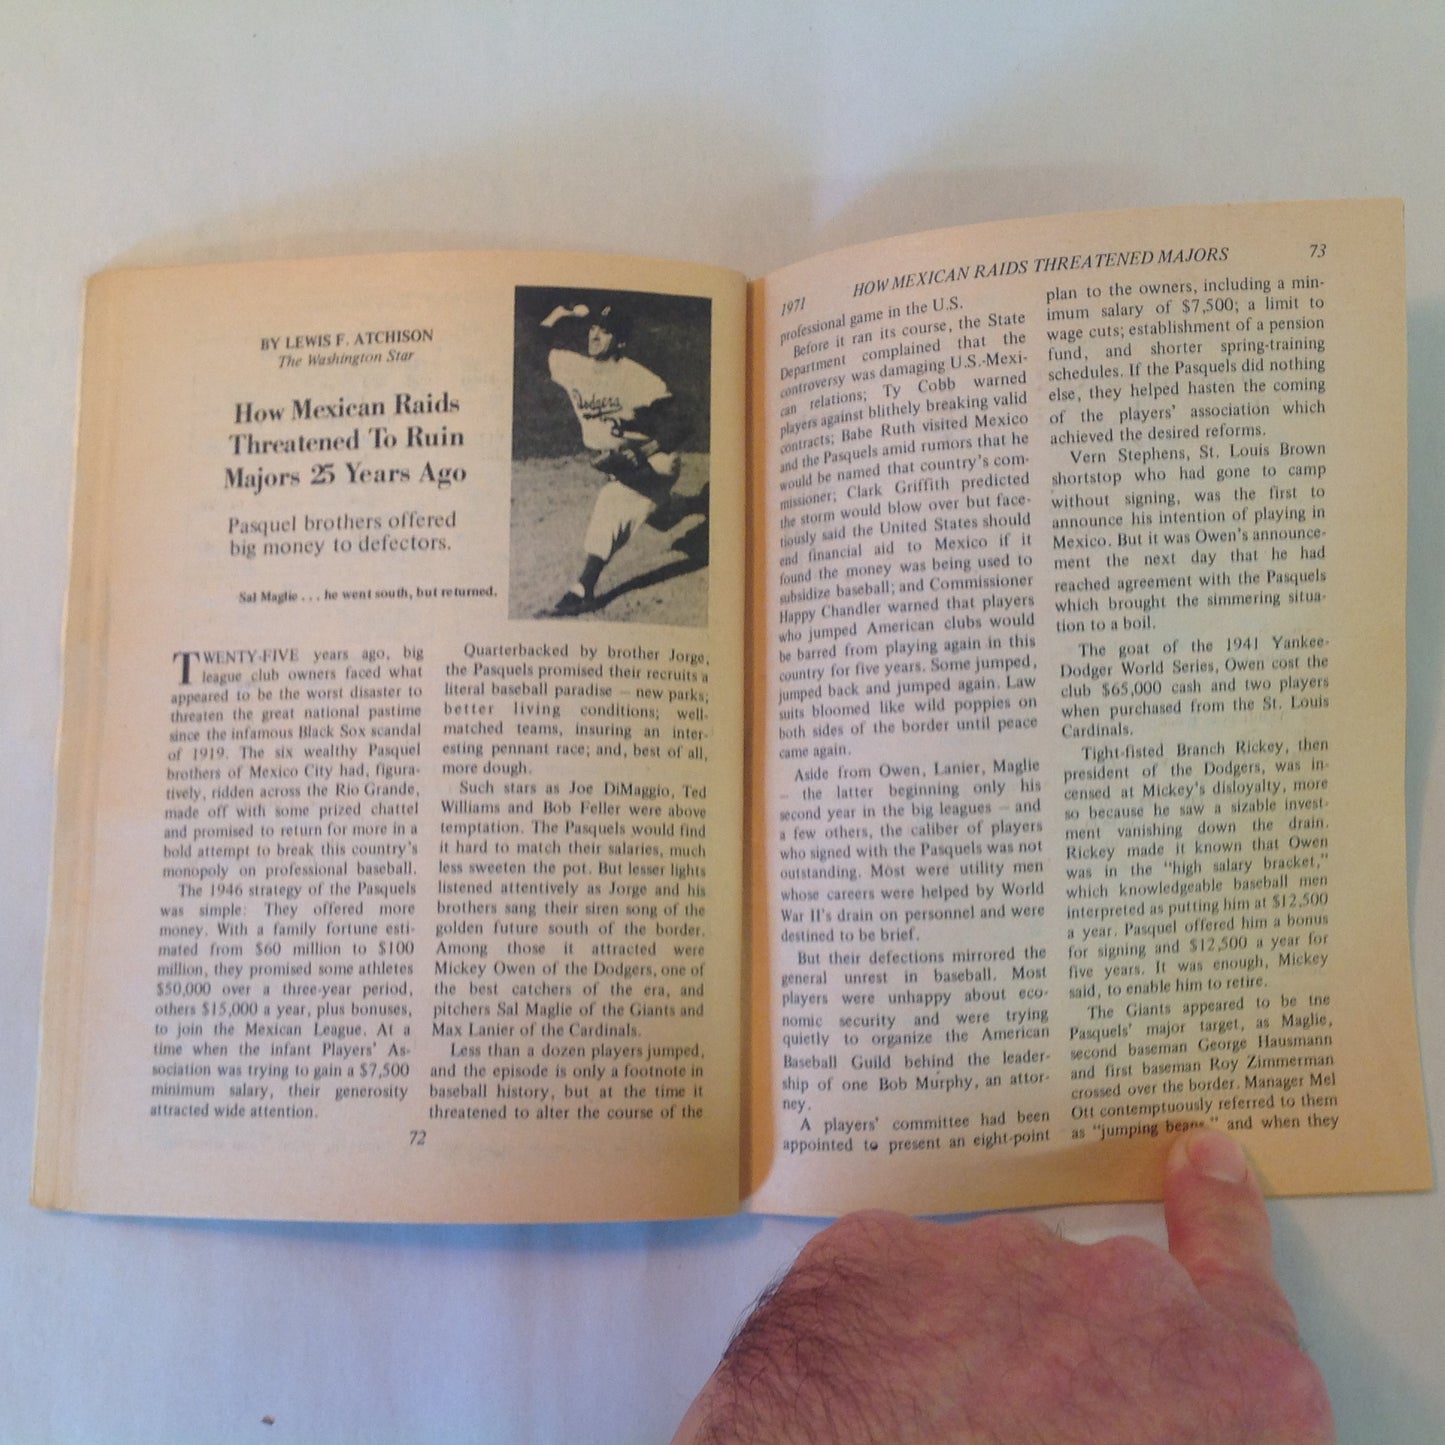 BY LEWIS F. ATCHISON
The Washington Star
How Mexican Raids
Threatened To Ruin
Majors 25 Years Ago
Pasquel brothers offered
big money to defectors.
Sal Maglie . . . he went south, but returned.
Dodgers
TWENTY-FIVE years ago, big
league club owners faced what
appeared to be the worst disaster to
threaten the great national pastime
since the infamous Black Sox scandal
of 1919. The six wealthy Pasquel
brothers of Mexico City had, figura-
tively, ridden across the Rio Grande,
made off with some prized chattel
and promised to return for more in a
bold attempt to break this country's
monopoly on professional baseball.
The 1946 strategy of the Pasquels
was simple: They offered more
money. With a family fortune esti-
mated from $60 million to $100
million, they promised some athletes
$50,000 over a three-year period,
others $15,000 a year, plus bonuses,
to join the Mexican League. At a
time when the infant Players' As-
sociation was trying to gain a $7,500
minimum salary, their generosity
attracted wide attention.
Quarterbacked by brother Jorge,
the Pasquels promised their recruits a
literal baseball paradise — new parks;
better living conditions; well-
matched teams, insuring an inter-
esting pennant race; and, best of all,
more dough.
Such stars as Joe DiMaggio, Ted
Williams and Bob Feller were above
temptation. The Pasquels would find
it hard to match their salaries, much
less sweeten the pot. But lesser lights
listened attentively as Jorge and his
brothers sang their siren song of the
golden future south of the border.
Among those it attracted were
Mickey Owen of the Dodgers, one of
the best catchers of the era, and
pitchers Sal Maglie of the Giants and
Max Lanier of the Cardinals.
Less than a dozen players jumped,
and the episode is only a footnote in
baseball history, but at the time it
threatened to alter the course of the
72
1971 HOW MEXICAN RAIDS THREATENED MAJORS 73
professional game in the U.S.
Before it ran its course, the State
Department complained that the
controversy was damaging U.S.-Mexi-
can relations; Ty Cobb warned
players against blithely breaking valid
contracts; Babe Ruth visited Mexico
and the Pasquels amid rumors that he
would be named that country's com-
missioner; Clark Griffith predicted
the storm would blow over but face-
tiously said the United States should
end financial aid to Mexico if it
found the money was being used to
subsidize baseball; and Commissioner
Happy Chandler warned that players
who jumped American clubs would
be barred from playing again in this
country for five years. Some jumped,
jumped back and jumped again. Law
suits bloomed like wild poppies on
both sides of the border until peace
came again.
Aside from Owen, Lanier, Maglie
— the latter beginning only his
second year in the big leagues — and
a few others, the caliber of players
who signed with the Pasquels was not
outstanding. Most were utility men
whose careers were helped by World
War II's drain on personnel and were
destined to be brief.
But their defections mirrored the
general unrest in baseball. Most
players were unhappy about eco-
nomic security and were trying
quietly to organize the American
Baseball Guild behind the leader-
ship of one Bob Murphy, an attor-
ney.
A players' committee had been
appointed to present an eight-point
plan to the owners, including a min-
imum salary of $7,500; a limit to
wage cuts; establishment of a pension
fund, and shorter spring-training
schedules. If the Pasquels did nothing
else, they helped hasten the coming
of the players' association which
achieved the desired reforms.
Vern Stephens, St. Louis Brown
shortstop who had gone to camp
without signing, was the first to
announce his intention of playing in
Mexico. But it was Owen's announce-
ment the next day that he had
reached agreement with the Pasquels
which brought the simmering situa-
tion to a boil.
The goat of the 1941 Yankee-
Dodger World Series, Owen cost the
club $65,000 cash and two players
when purchased from the St. Louis
Cardinals.
Tight-fisted Branch Rickey, then
president of the Dodgers, was in-
censed at Mickey's disloyalty, more
so because he saw a sizable invest-
ment vanishing down the drain.
Rickey made it known that Owen
was in the "high salary bracket,"
which knowledgeable baseball men
interpreted as putting him at $12,500
a year. Pasquel offered him a bonus
for signing and $12,500 a year for
five years. It was enough, Mickey
said, to enable him to retire.
The Giants appeared to be the
Pasquels' major target, as Maglie,
second baseman George Hausmann
and first baseman Roy Zimmerman
crossed over the border. Manager Mel
Ott contemptuously referred to them
as "jumping beans," and when they